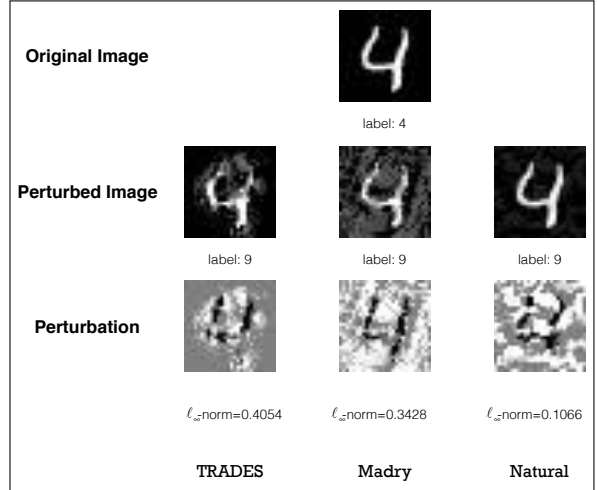 Original Image
label: 4
Perturbed Image
label: 9 label: 9 label: 9
Perturbation
ℓ∞-norm=0.4054 ℓ∞-norm=0.3428 ℓ∞-norm=0.1066
TRADES Madry Natural